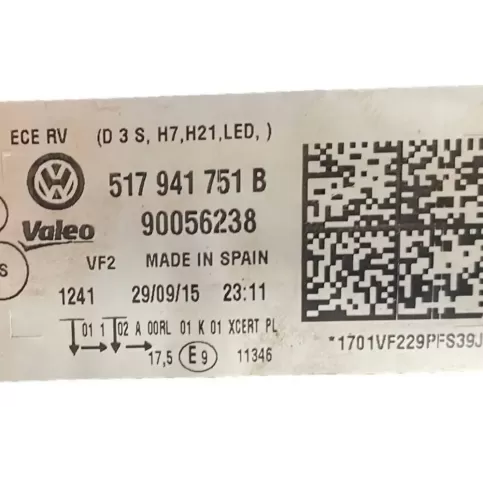 ECE RV (D 3 S, H7,H21,LED, )
517 941 751 B
Valeo 90056238
S
VF2 MADE IN SPAIN
1241 29/09/15 23:11
01 1 02 A 00RL 01 K 01 XCERT PL
17,5 E9 11346
*1701VF229PFS39J